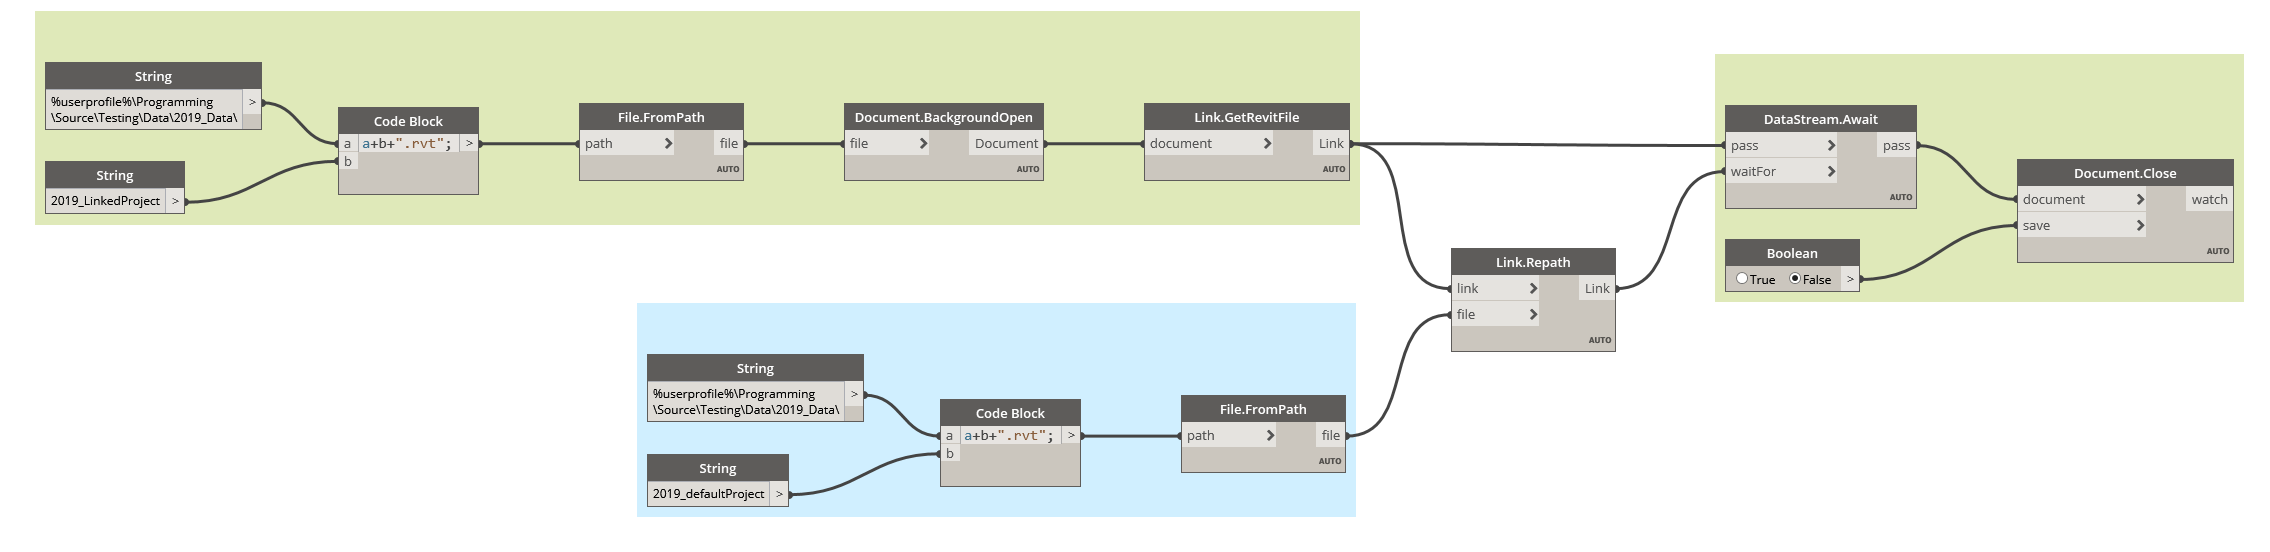 String
%userprofile%\Programming
\Source\Testing\Data\2019_Data\
>
String
2019_LinkedProject
>
Code Block
a
a+b+".rvt";
>
b
File.FromPath
path
file
AUTO
Document.BackgroundOpen
file
Document
AUTO
Link.GetRevitFile
document
Link
AUTO
DataStream.Await
pass
pass
waitFor
AUTO
Boolean
True
False
>
Document.Close
document
watch
save
AUTO
Link.Repath
link
Link
file
AUTO
String
%userprofile%\Programming
\Source\Testing\Data\2019_Data\
>
String
2019_defaultProject
>
Code Block
a
a+b+".rvt";
>
b
File.FromPath
path
file
AUTO